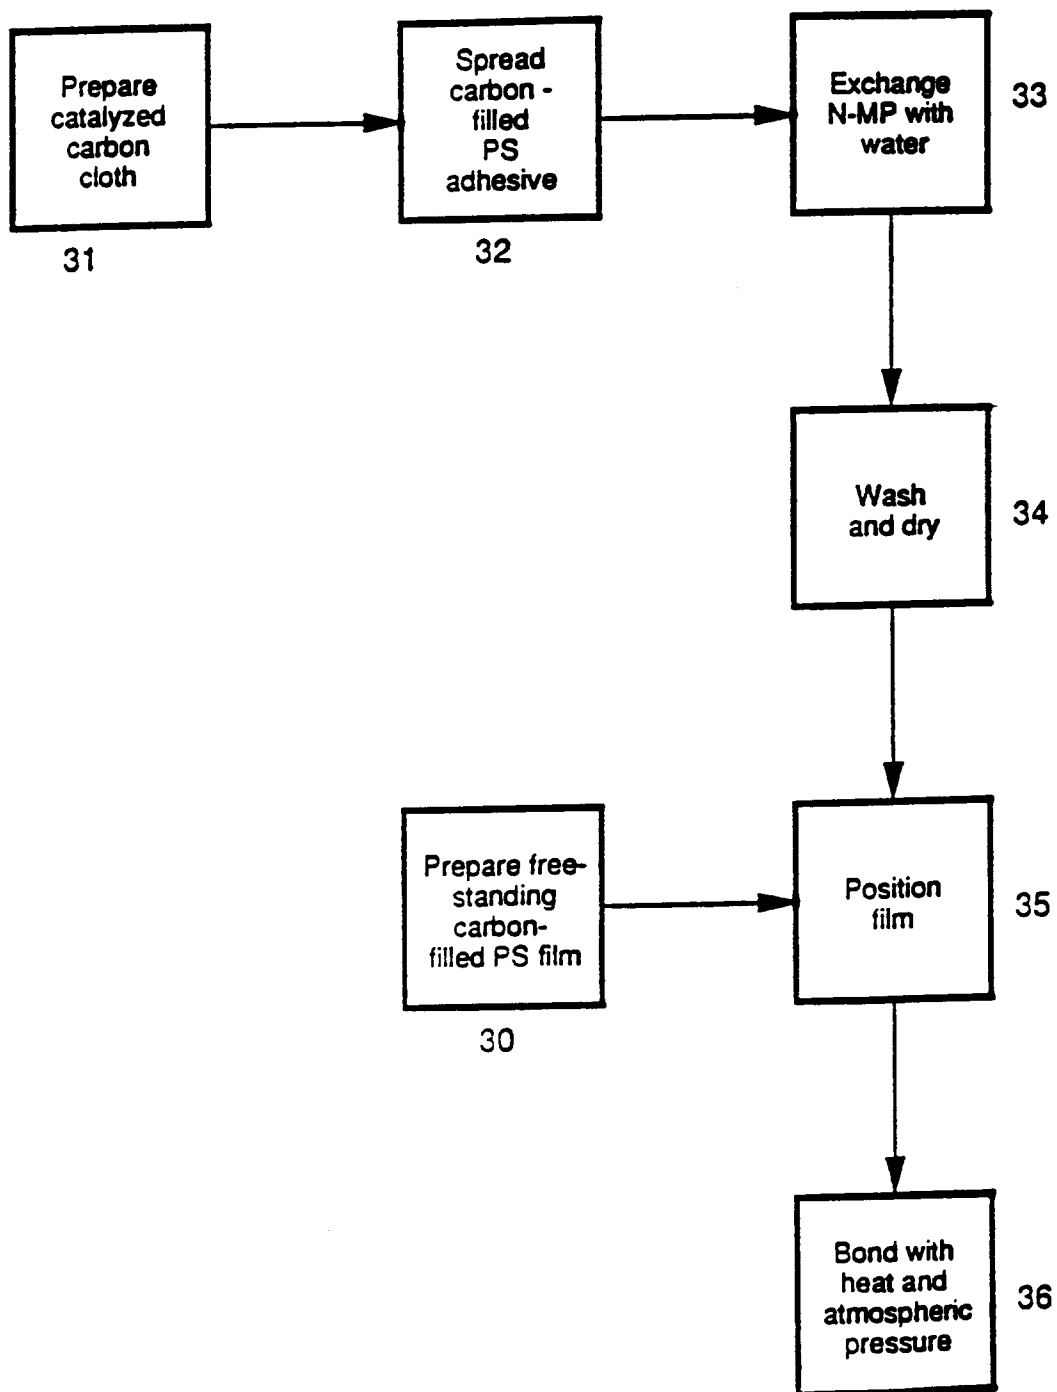 Prepare
catalyzed
carbon
cloth
31
Spread
carbon -
filled
PS
adhesive
32
Exchange
N-MP with
water
33
Wash
and dry
34
Prepare free-
standing
carbon-
filled PS film
30
Position
film
35
Bond with
heat and
atmospheric
pressure
36